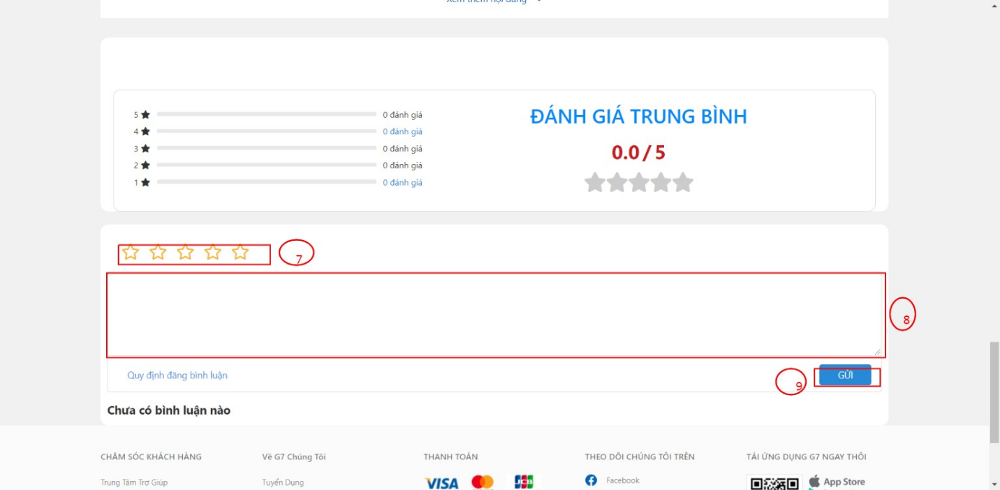 Xem thêm nội dung
5 0 đánh giá
4 0 đánh giá
3 0 đánh giá
2 0 đánh giá
1 0 đánh giá
ĐÁNH GIÁ TRUNG BÌNH
0.0 / 5
7
8
Quy định đăng bình luận
9
GỬI
Chưa có bình luận nào
CHĂM SÓC KHÁCH HÀNG
Về G7 Chúng Tôi
THANH TOÁN
THEO DÕI CHÚNG TÔI TRÊN
TẢI ỨNG DỤNG G7 NGAY THÔI
Trung Tâm Trợ Giúp
Tuyển Dụng
VISA
JCB
Facebook
App Store